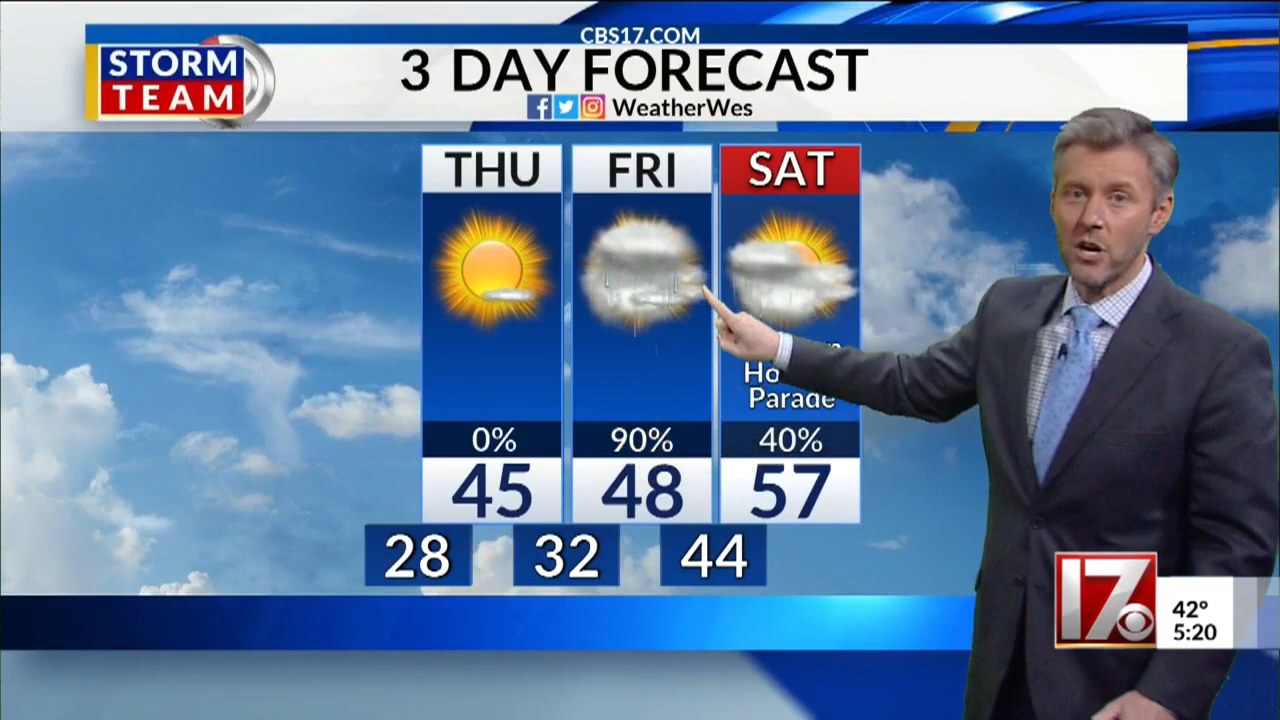 CBS17.COM
STORM
TEAM
3 DAY FORECAST
WeatherWes
THU FRI SAT
Parade
0% 90% 40%
45 48 57
28 32 44
17
42°
5:20